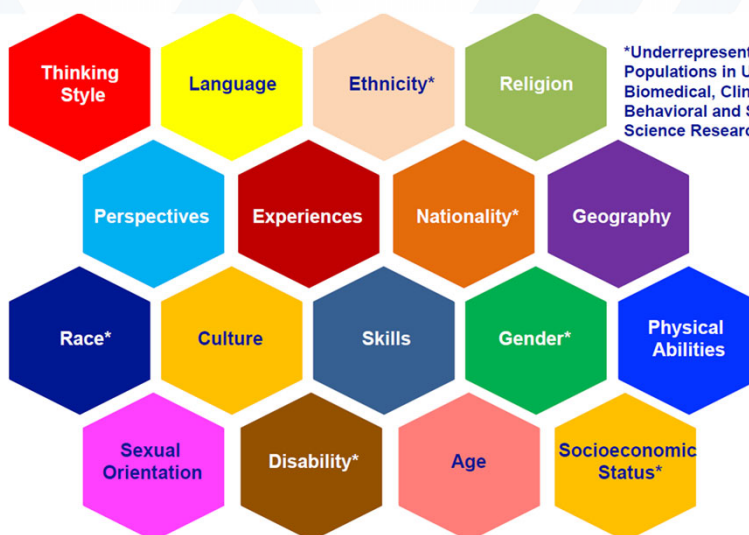 Thinking
Style
Language
Ethnicity*
Religion
*Underrepresent
Populations in U
Biomedical, Clin
Behavioral and S
Science Researc
Perspectives
Experiences
Nationality*
Geography
Race*
Culture
Skills
Gender*
Physical
Abilities
Sexual
Orientation
Disability*
Age
Socioeconomic
Status*